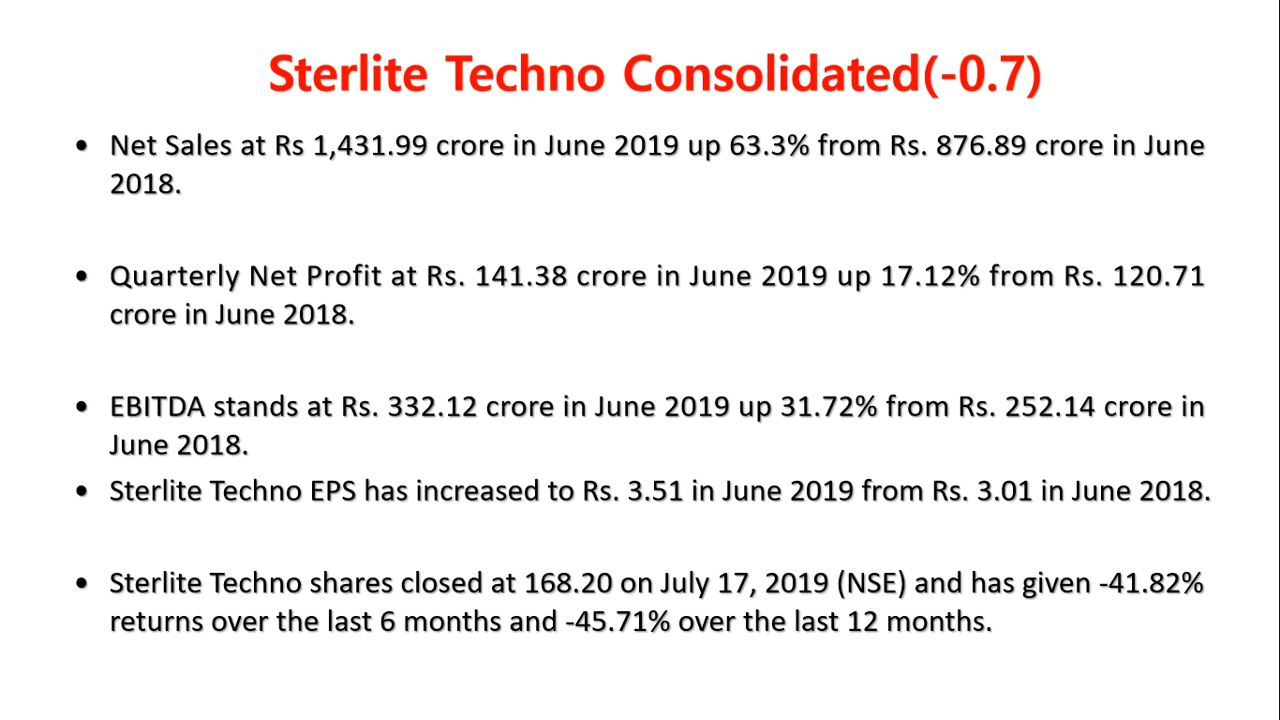 Sterlite Techno Consolidated(-0.7)
• Net Sales at Rs 1,431.99 crore in June 2019 up 63.3% from Rs. 876.89 crore in June
2018.
• Quarterly Net Profit at Rs. 141.38 crore in June 2019 up 17.12% from Rs. 120.71
crore in June 2018.
• EBITDA stands at Rs. 332.12 crore in June 2019 up 31.72% from Rs. 252.14 crore in
June 2018.
• Sterlite Techno EPS has increased to Rs. 3.51 in June 2019 from Rs. 3.01 in June 2018.
• Sterlite Techno shares closed at 168.20 on July 17, 2019 (NSE) and has given -41.82%
returns over the last 6 months and -45.71% over the last 12 months.